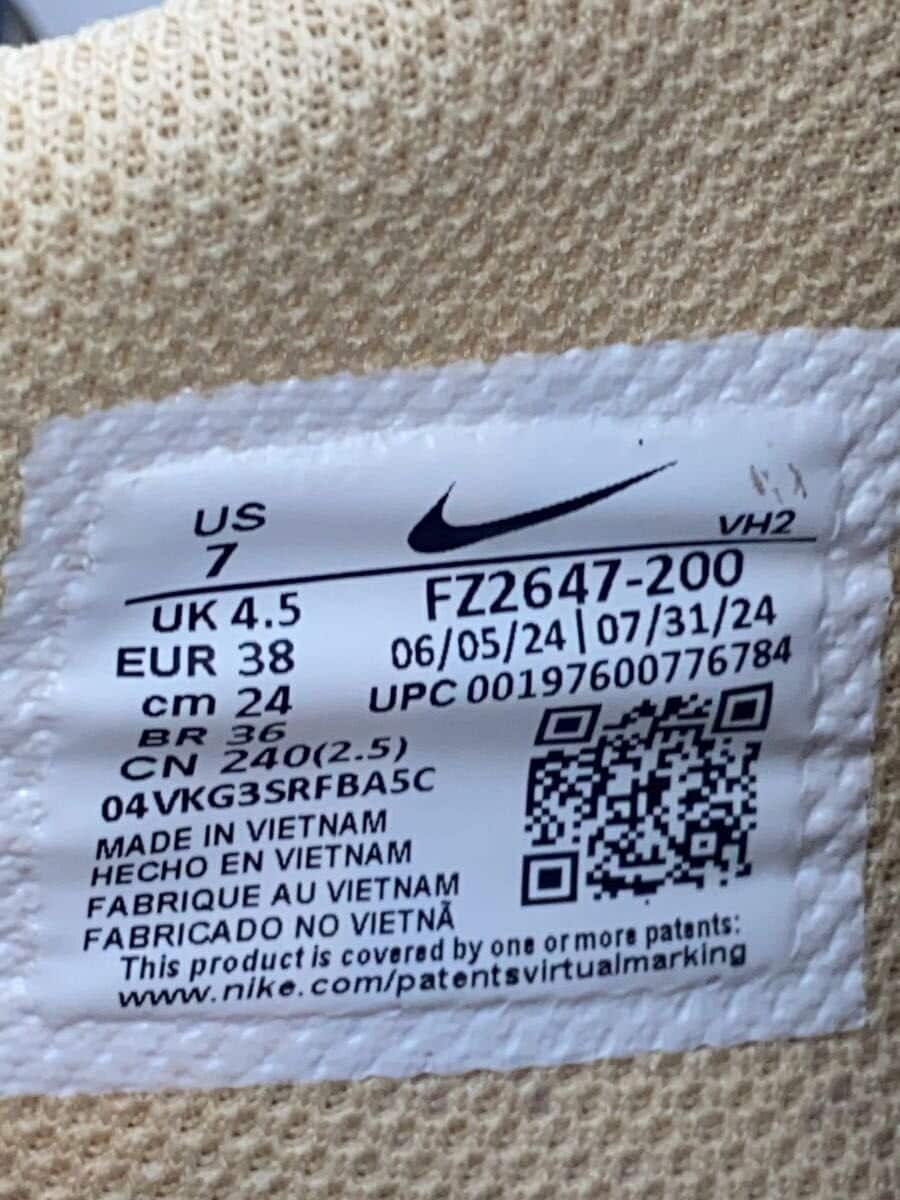 US
7
VH2
UK 4.5
EUR 38
cm 24
BR 36
CN 240(2.5)
FZ2647-200
06/05/24|07/31/24
UPC 00197600776784
04VKG3SRFBA5C
MADE IN VIETNAM
HECHO EN VIETNAM
FABRIQUE AU VIETNAM
FABRICADO NO VIETNÃ
This product is covered by one or more patents:
www.nike.com/patentsvirtualmarking